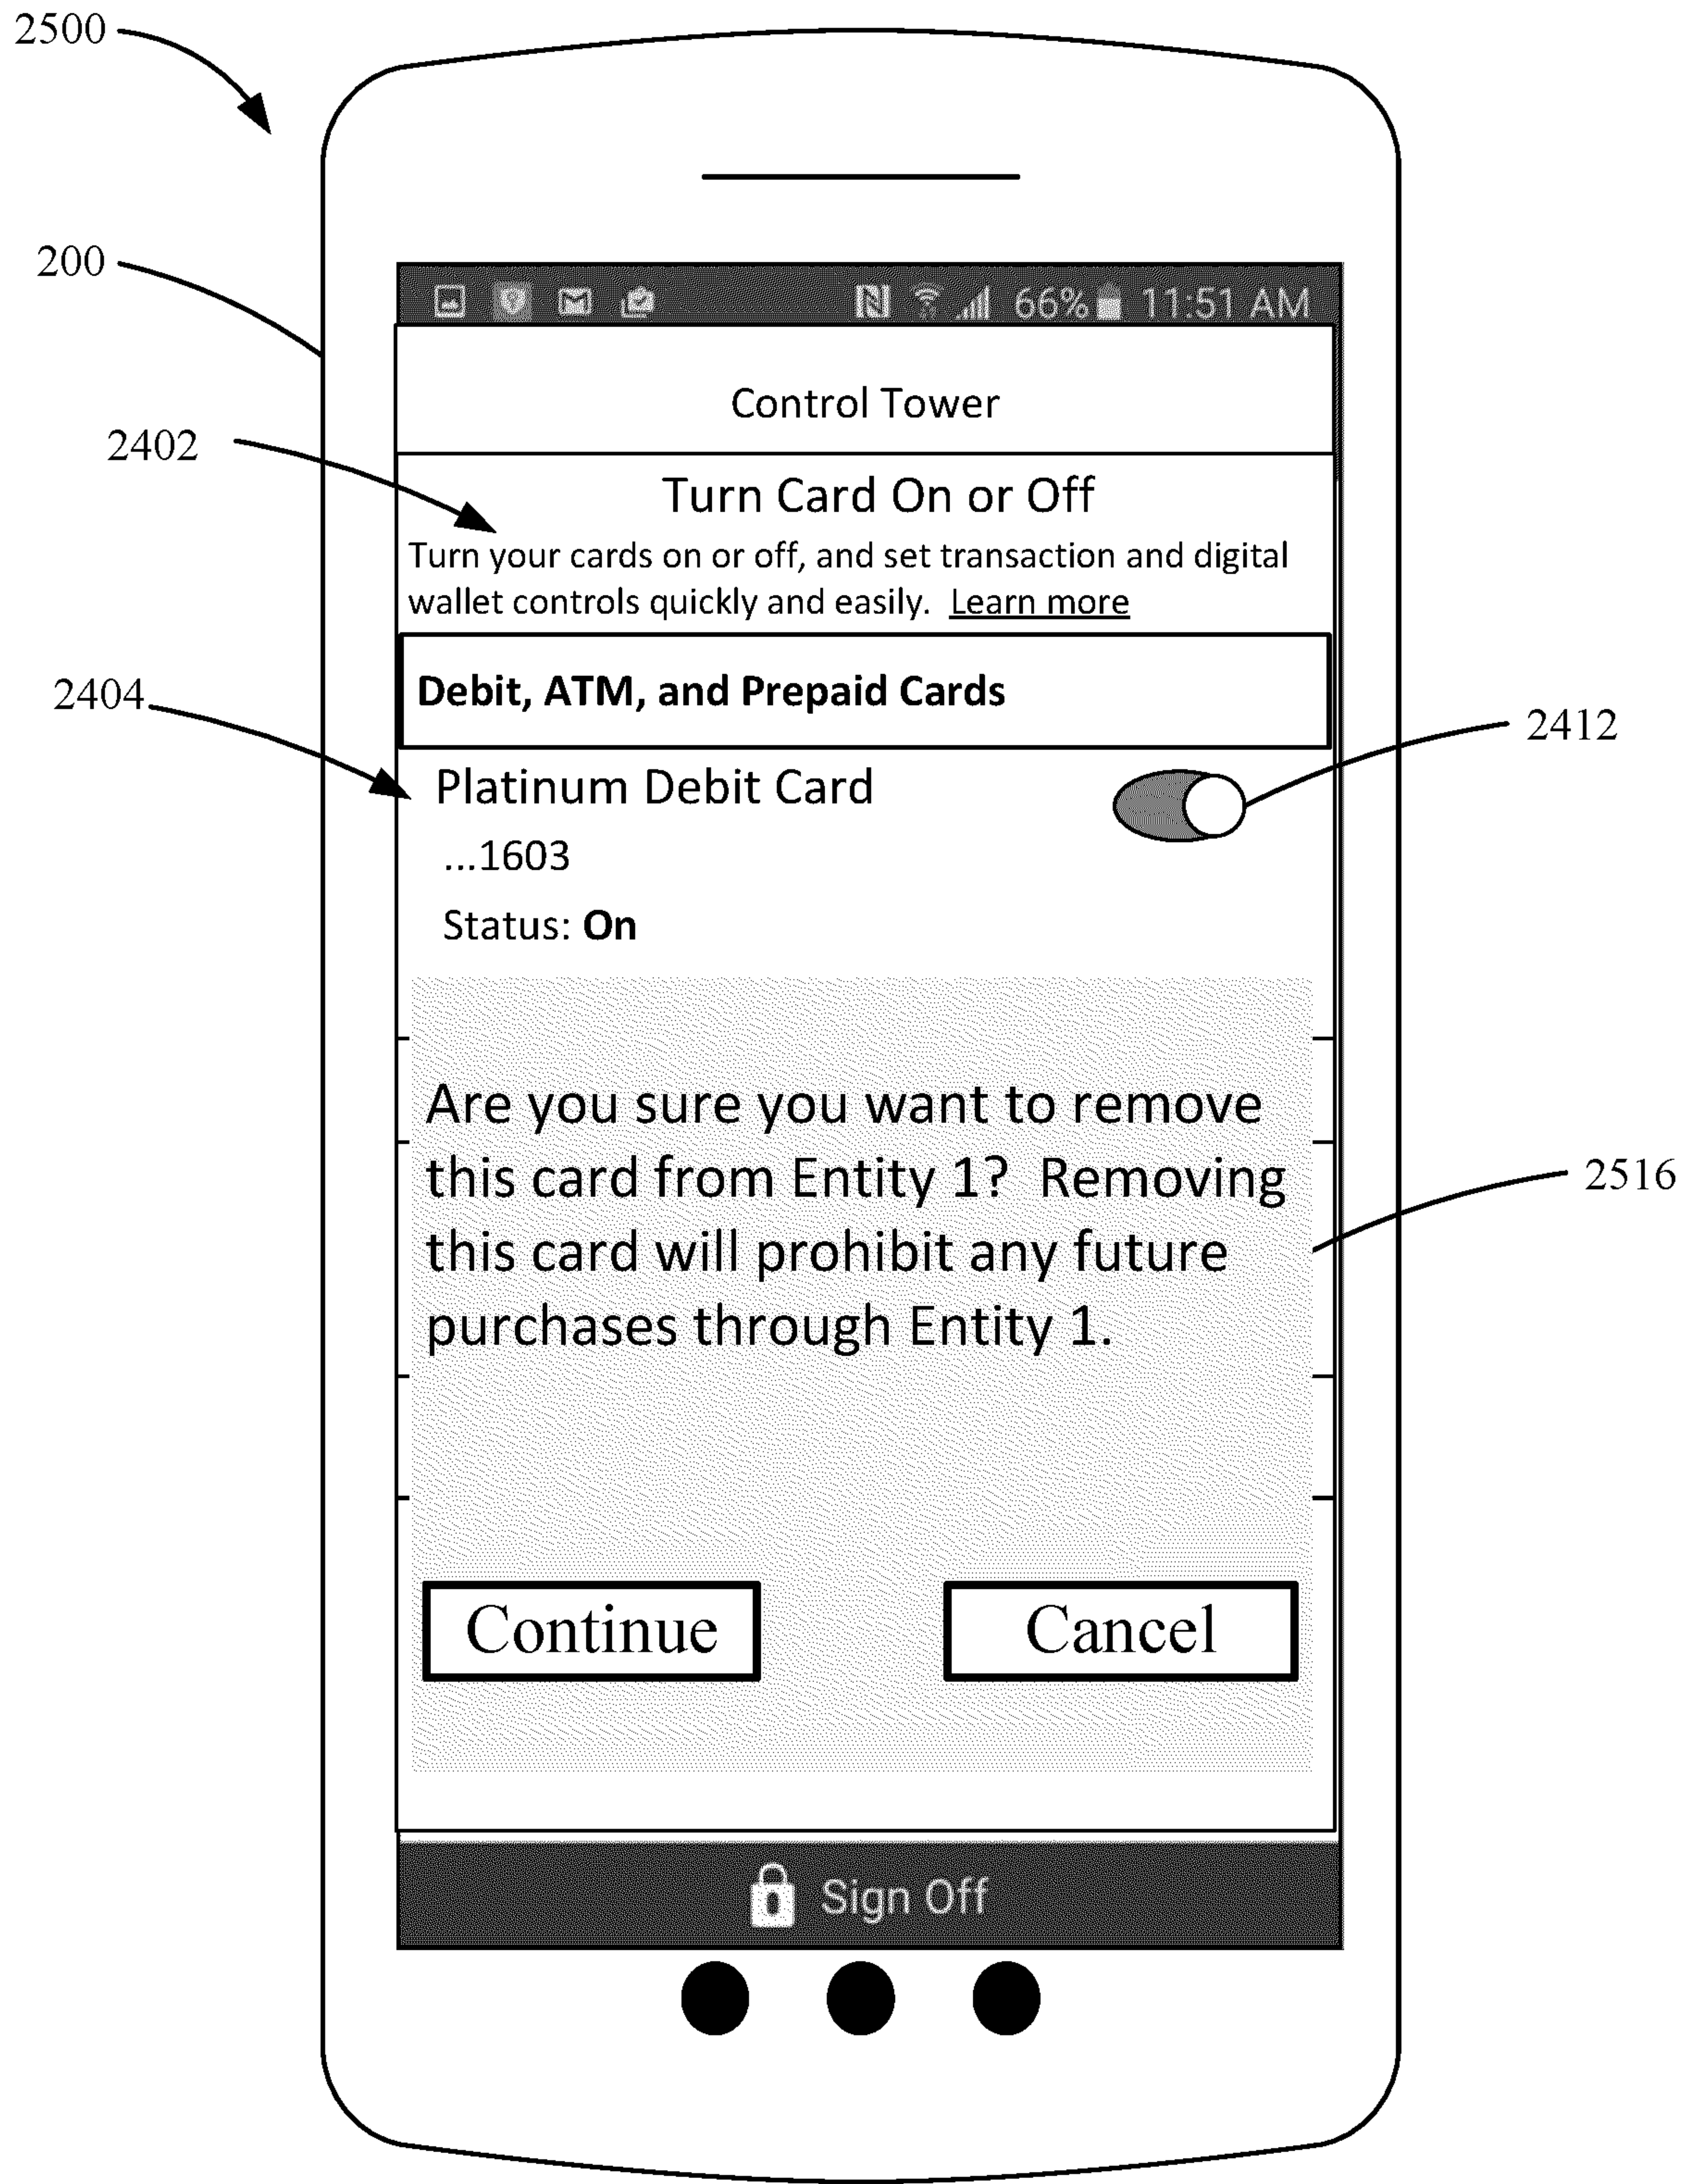 2500
200
66% 11:51 AM
Control Tower
2402
Turn Card On or Off
Turn your cards on or off, and set transaction and digital
wallet controls quickly and easily. Learn more
2404
Debit, ATM, and Prepaid Cards
2412
Platinum Debit Card
...1603
Status: On
Are you sure you want to remove
this card from Entity 1? Removing
this card will prohibit any future
purchases through Entity 1.
2516
Continue
Cancel
Sign Off